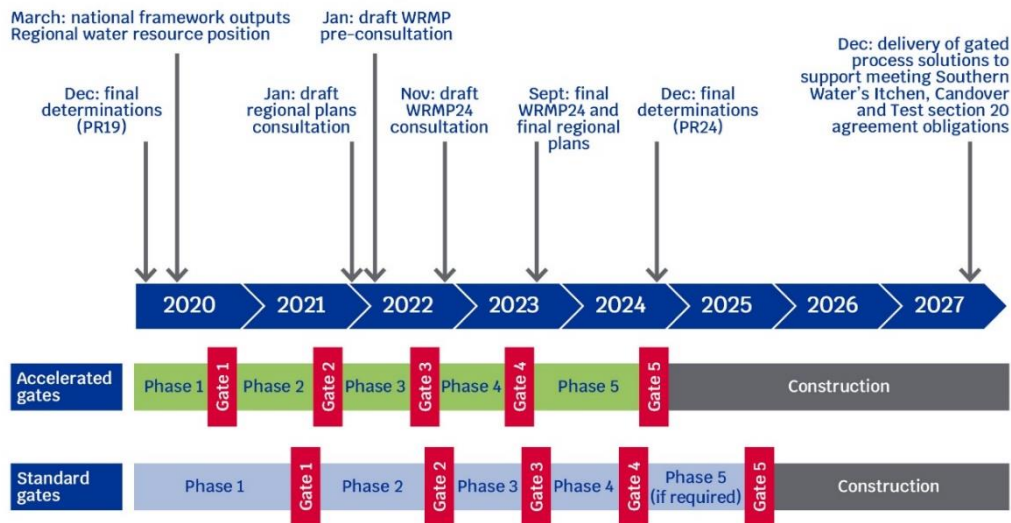 March: national framework outputs
Regional water resource position
Jan: draft WRMP
pre-consultation
Dec: delivery of gated
process solutions to
support meeting Southern
Water's Itchen, Candover
and Test section 20
agreement obligations
Dec: final
determinations
(PR19)
Jan: draft
regional plans
consultation
Nov: draft
WRMP24
consultation
Sept: final
WRMP24 and
final regional
plans
Dec: final
determinations
(PR24)
2020
2021
2022
2023
2024
2025
2026
2027
Accelerated
gates
Phase 1
Gate 1
Phase 2
Gate 2
Phase 3
Gate 3
Phase 4
Gate 4
Phase 5
Gate 5
Construction
Standard
gates
Phase 1
Gate 1
Phase 2
Gate 2
Phase 3
Gate 3
Phase 4
Gate 4
Phase 5
(if required)
Gate 5
Construction